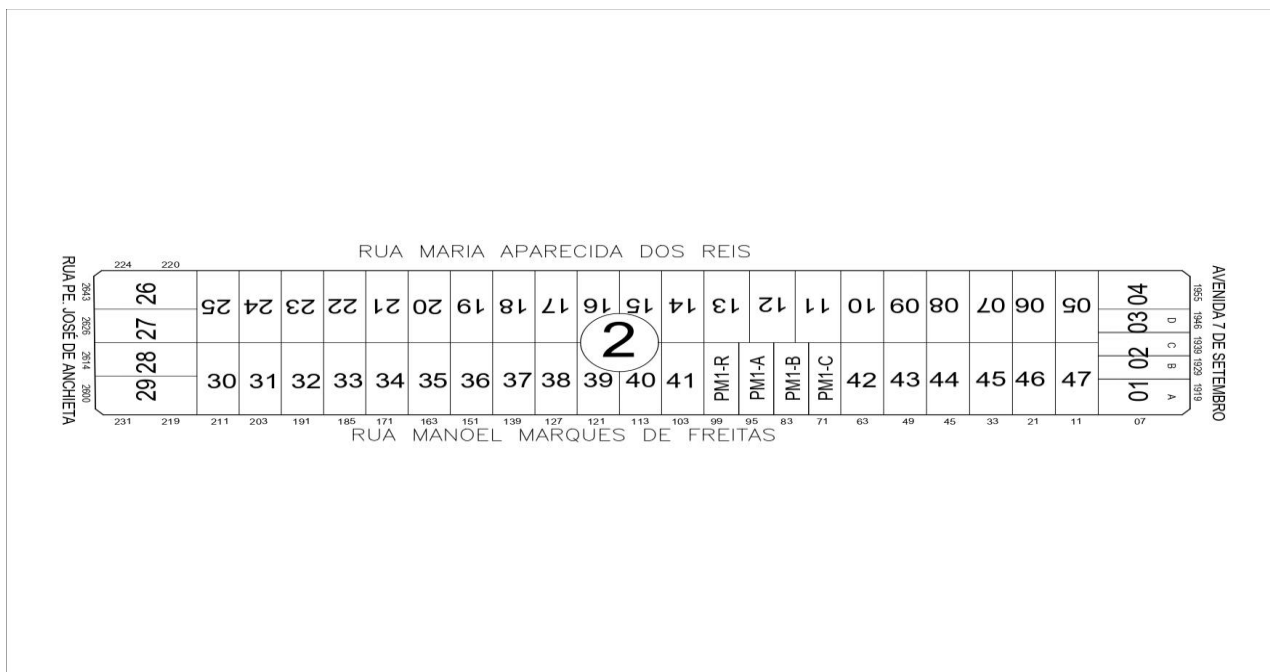 RUA MARIA APARECIDA DOS REIS
224 220
RUA PE. JOSÉ DE ANCHIETA
2643 2626 2614 2600
26
27
28
29
25 24 23 22 21 20 19 18 17 16 15 14 13 12 11 10 09 08 07 06 05
2
30 31 32 33 34 35 36 37 38 39 40 41 PM1-R PM1-A PM1-B PM1-C 42 43 44 45 46 47
04
03 D
02 C
B
01 A
1955 1946 1939 1929 1919
AVENIDA 7 DE SETEMBRO
231 219 211 203 191 185 171 163 151 139 127 121 113 103 99 95 83 71 63 49 45 33 21 11 07
RUA MANOEL MARQUES DE FREITAS